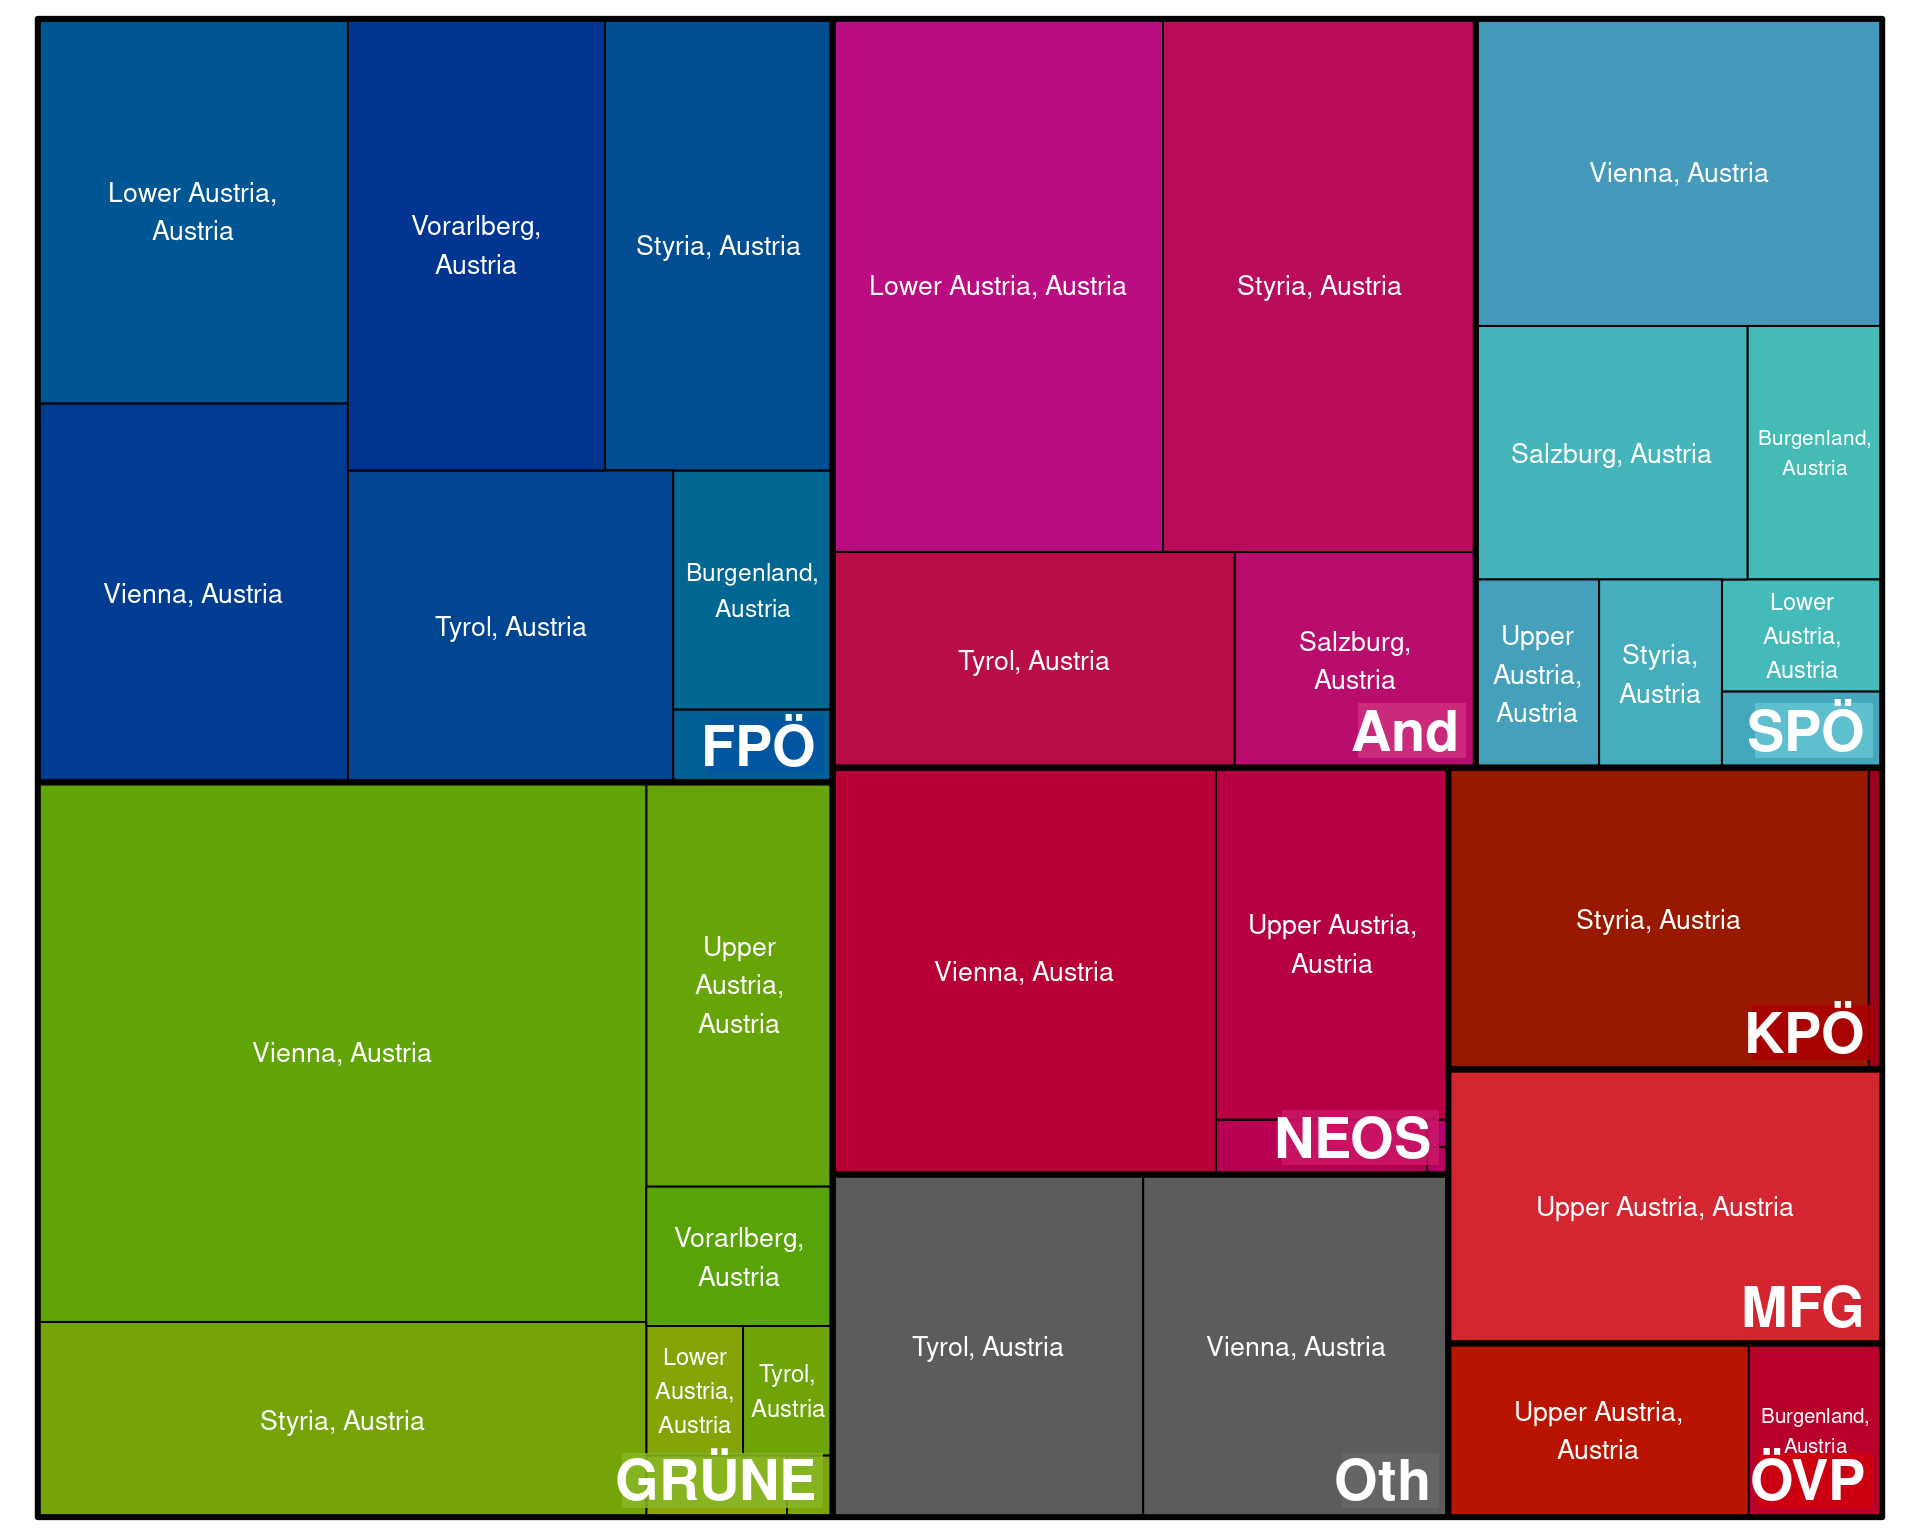 Lower Austria,
Austria
Vorarlberg,
Austria
Styria, Austria
Vienna, Austria
Tyrol, Austria
Burgenland,
Austria
FPÖ
Lower Austria, Austria
Styria, Austria
Tyrol, Austria
Salzburg,
Austria
And
Vienna, Austria
Salzburg, Austria
Burgenland,
Austria
Upper
Austria,
Austria
Styria,
Austria
Lower
Austria,
Austria
SPÖ
Vienna, Austria
Upper
Austria,
Austria
Vorarlberg,
Austria
Styria, Austria
Lower
Austria,
Austria
Tyrol,
Austria
GRÜNE
Vienna, Austria
Upper Austria,
Austria
NEOS
Styria, Austria
KPÖ
Upper Austria, Austria
MFG
Tyrol, Austria
Vienna, Austria
Oth
Upper Austria,
Austria
Burgenland,
Austria
ÖVP